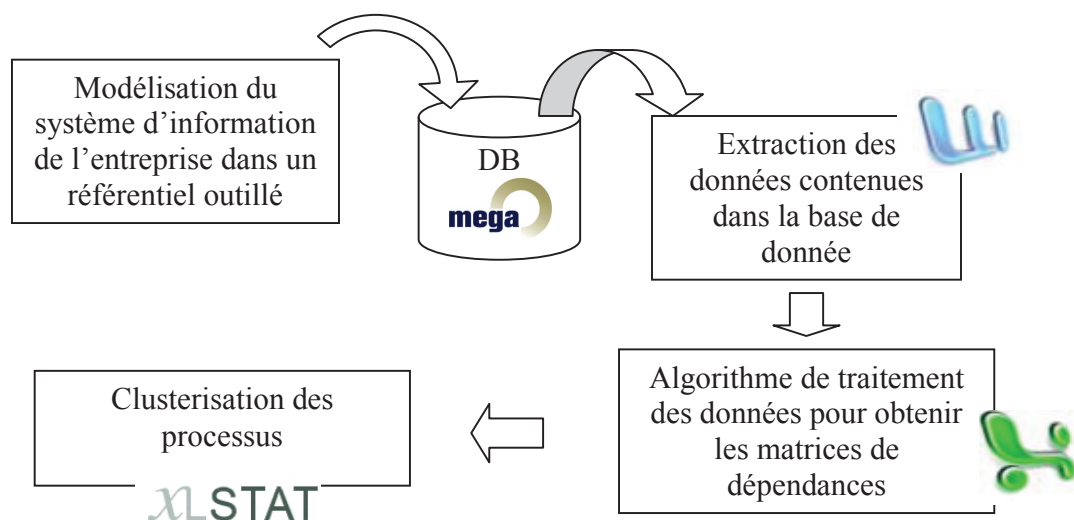 Modélisation du
système d'information
de l'entreprise dans un
référentiel outillé
DB
mega
Extraction des
données contenues
dans la base de
donnée
Algorithme de traitement
des données pour obtenir
les matrices de
dépendances
Clusterisation des
processus
XLSTAT